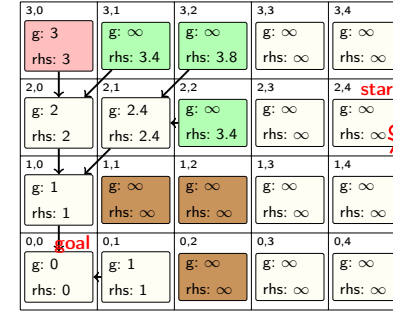 3,0 3,1 3,2 3,3 3,4
g: 3 g: ∞ g: ∞ g: ∞ g: ∞
rhs: 3 rhs: 3.4 rhs: 3.8 rhs: ∞ rhs: ∞
2,0 2,1 2,2 2,3 2,4 star
g: 2 g: 2.4 g: ∞ g: ∞ g: ∞
rhs: 2 rhs: 2.4 rhs: 3.4 rhs: ∞ rhs: ∞
1,0 1,1 1,2 1,3 1,4
g: 1 g: ∞ g: ∞ g: ∞ g: ∞
rhs: 1 rhs: ∞ rhs: ∞ rhs: ∞ rhs: ∞
0,0 goal 0,1 0,2 0,3 0,4
g: 0 g: 1 g: ∞ g: ∞ g: ∞
rhs: 0 rhs: 1 rhs: ∞ rhs: ∞ rhs: ∞